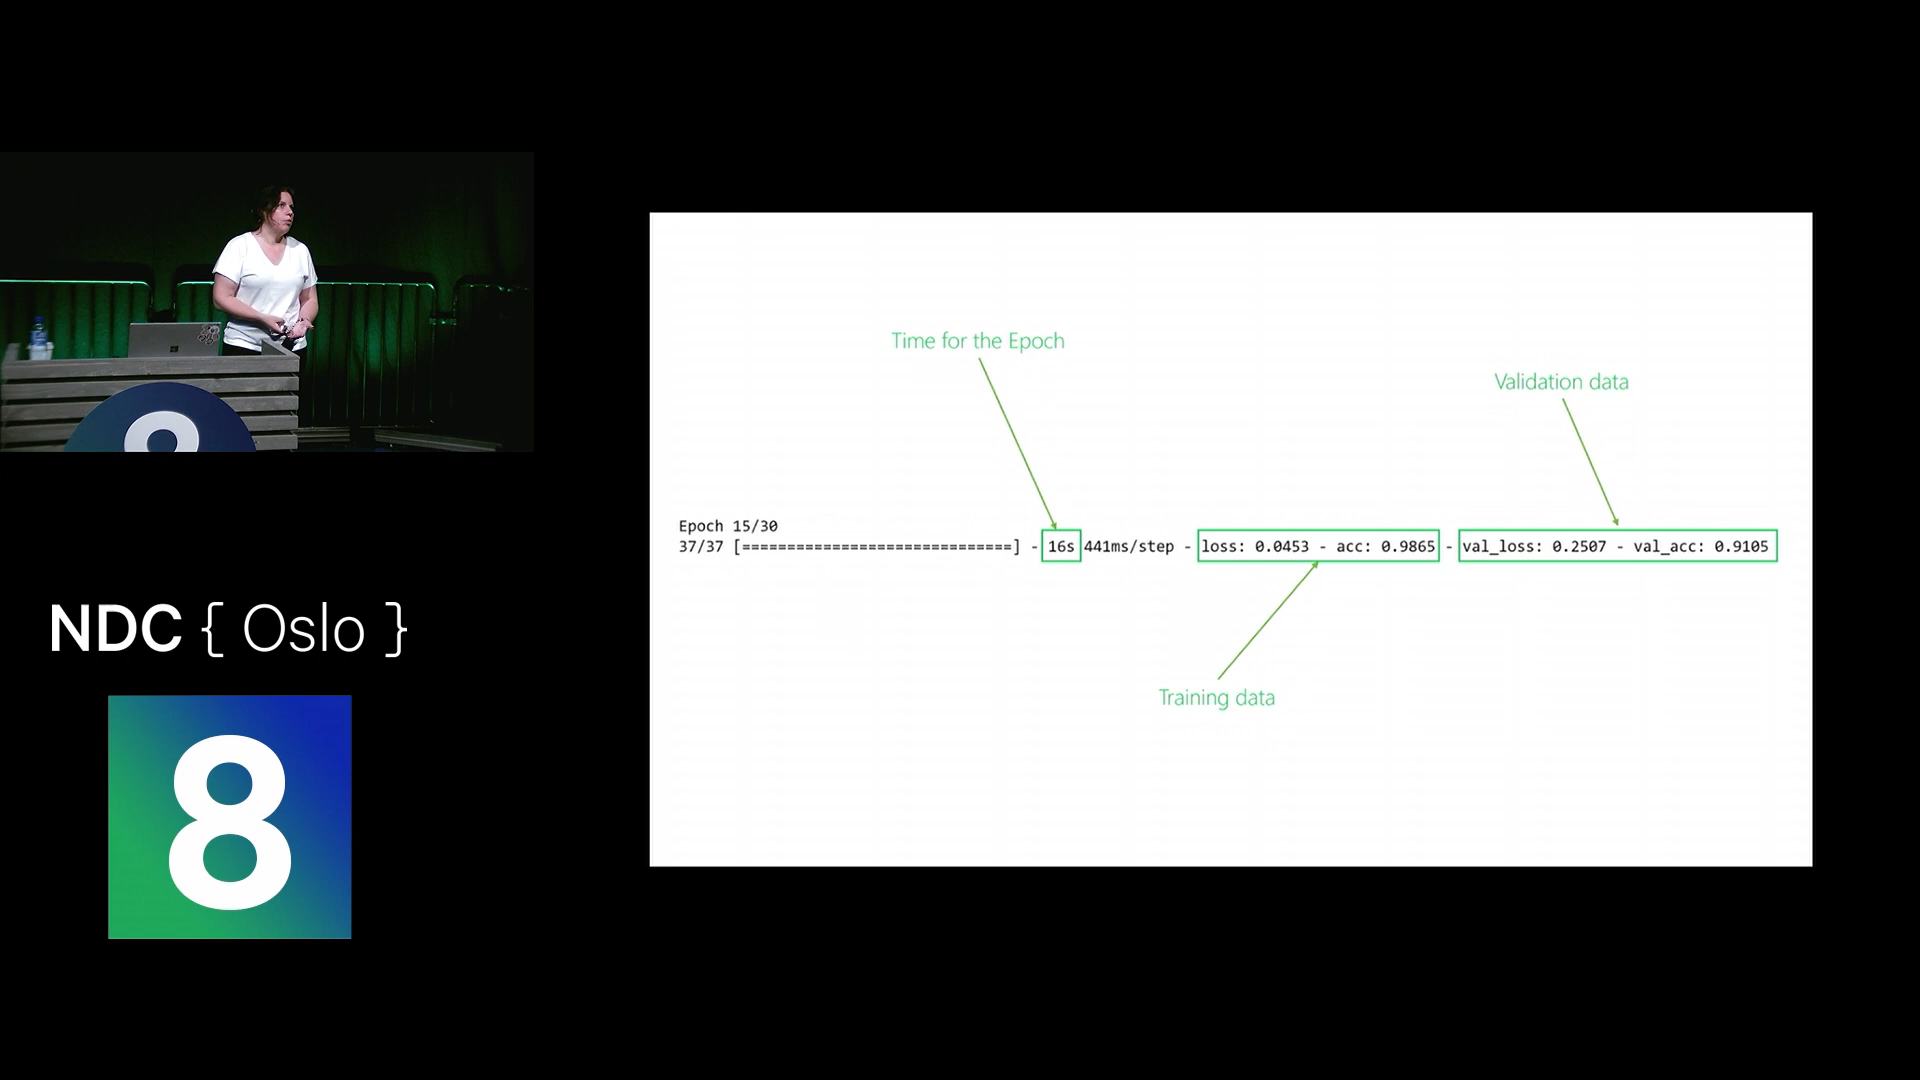 8
NDC { Oslo }
8
Time for the Epoch
Validation data
Epoch 15/30
37/37 [==============================] - 16s 441ms/step - loss: 0.0453 - acc: 0.9865 - val_loss: 0.2507 - val_acc: 0.9105
Training data